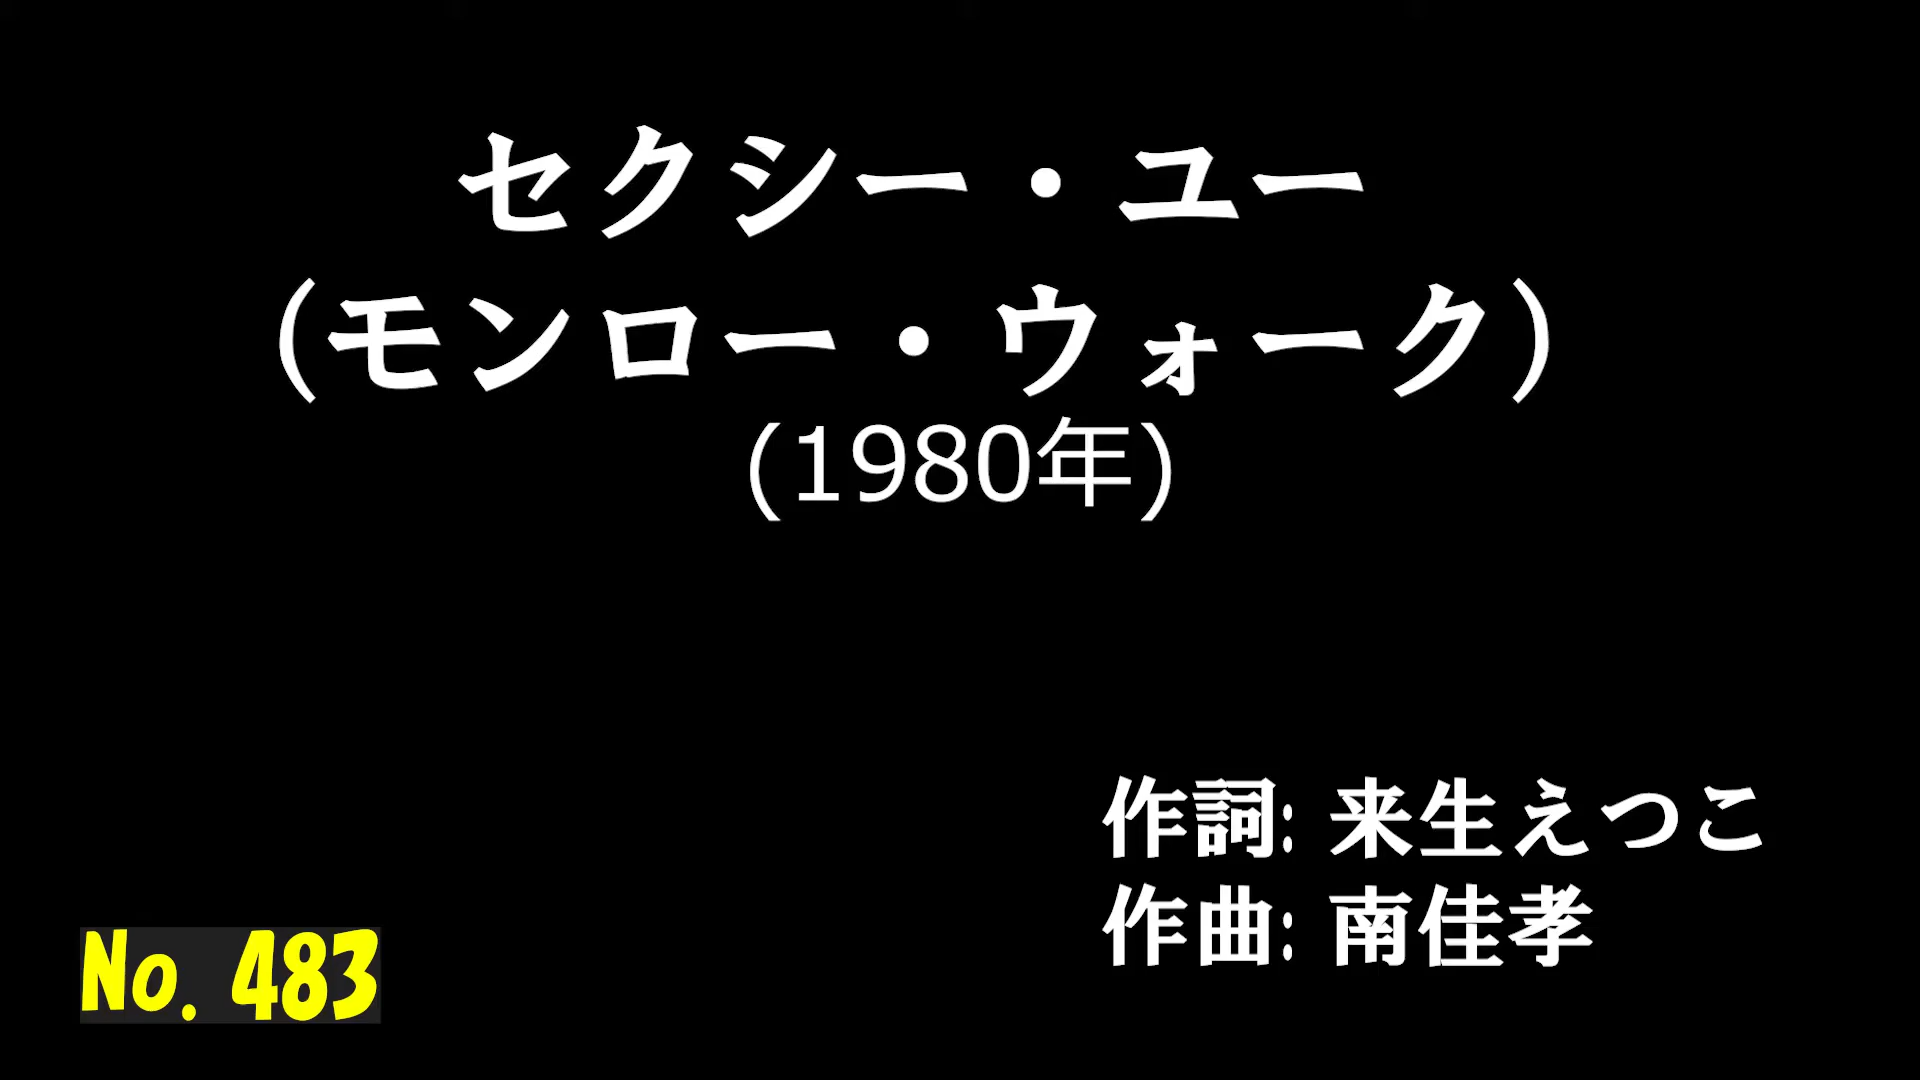 セクシー・ユー
(モンロー・ウォーク)
(1980年)
作詞: 来生えつこ
作曲: 南佳孝
No. 483